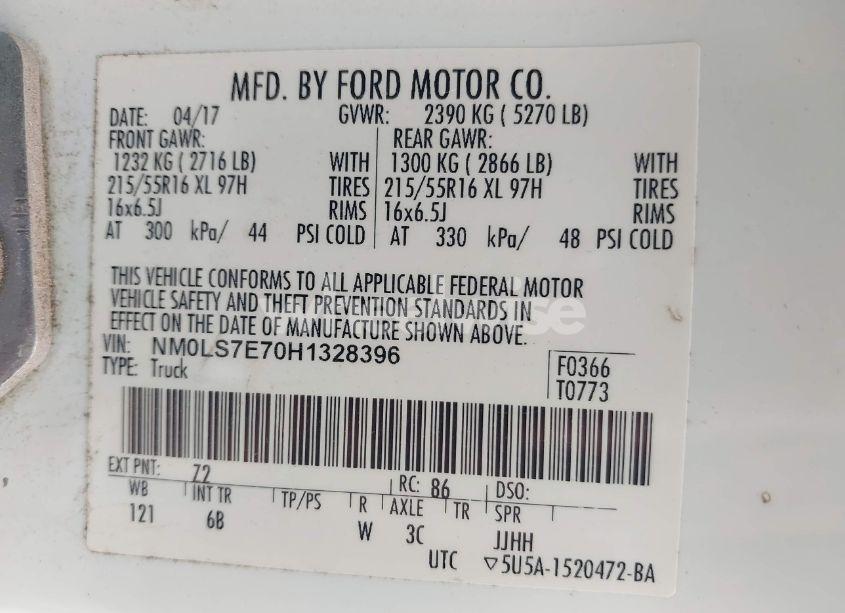 MFD. BY FORD MOTOR CO.
DATE: 04/17 GVWR: 2390 KG ( 5270 LB)
FRONT GAWR: REAR GAWR:
1232 KG ( 2716 LB) WITH 1300 KG ( 2866 LB) WITH
215/55R16 XL 97H TIRES 215/55R16 XL 97H TIRES
16x6.5J RIMS 16x6.5J RIMS
AT 300 kPa/ 44 PSI COLD AT 330 kPa/ 48 PSI COLD
THIS VEHICLE CONFORMS TO ALL APPLICABLE FEDERAL MOTOR
VEHICLE SAFETY AND THEFT PREVENTION STANDARDS IN
EFFECT ON THE DATE OF MANUFACTURE SHOWN ABOVE.
VIN: NM0LS7E70H1328396
TYPE: Truck
F0366
T0773
EXT PNT: 72 RC: 86 DSO:
WB INT TR TP/PS R AXLE TR SPR
121 6B W 3C JJHH
UTC ▽5U5A-1520472-BA